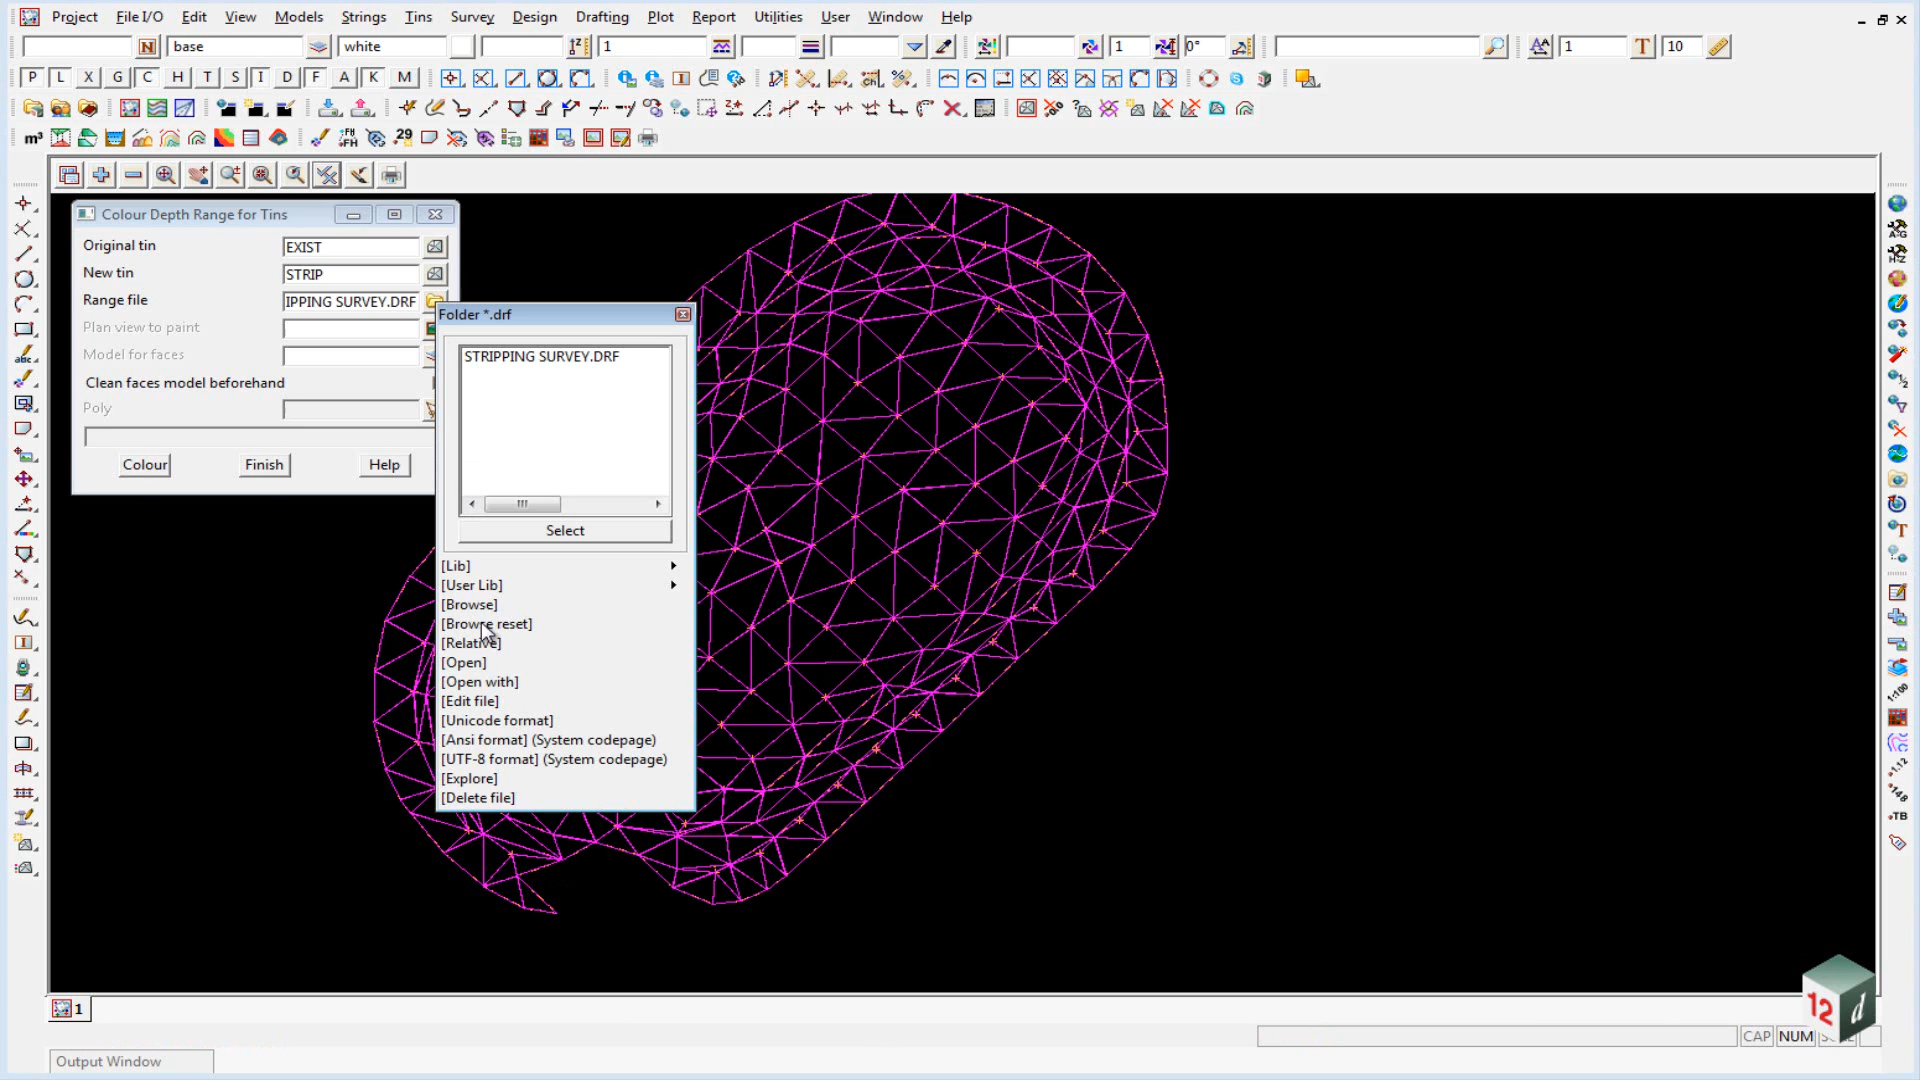 Project File I/O Edit View Models Strings Tins Survey Design Drafting Plot Report Utilities User Window Help
N base white 1 1 0° 1 T 10
P L X G C H T S I D F A K M
m³ 29
Colour Depth Range for Tins
Original tin EXIST
New tin STRIP
Range file IPPING SURVEY.DRF
Plan view to paint
Model for faces
Clean faces model beforehand
Poly
Colour Finish Help
Folder *.drf
STRIPPING SURVEY.DRF
Select
[Lib]
[User Lib]
[Browse]
[Browse reset]
[Relative]
[Open]
[Open with]
[Edit file]
[Unicode format]
[Ansi format] (System codepage)
[UTF-8 format] (System codepage)
[Explore]
[Delete file]
abc
1
12 d
CAP NUM
Output Window